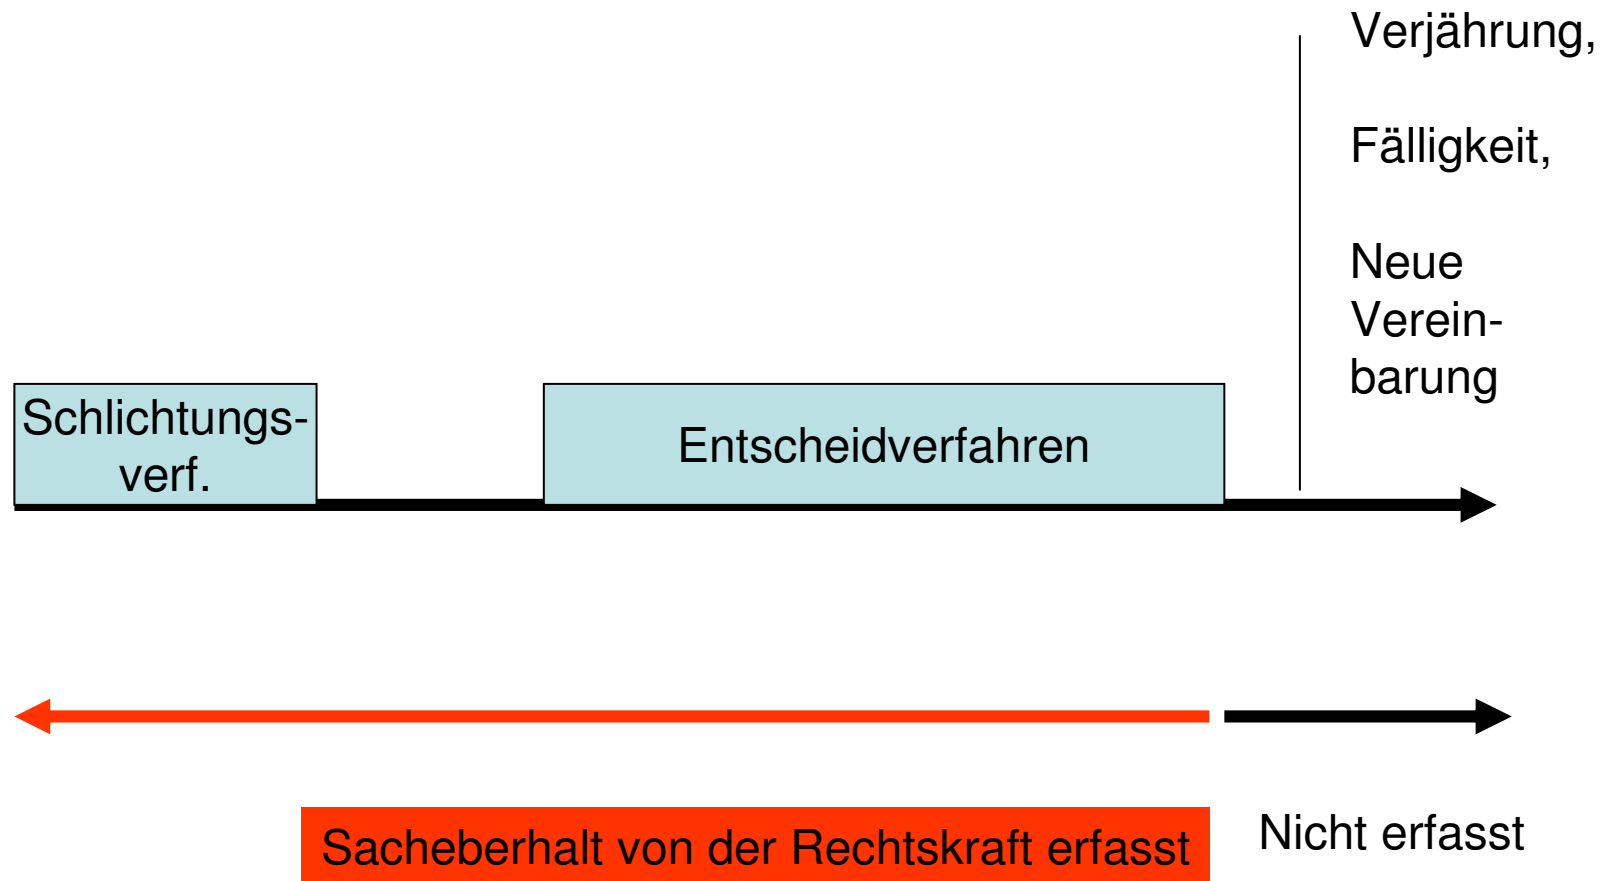 Verjährung,
Fälligkeit,
Neue
Verein-
barung
Schlichtungs-
verf.
Entscheidverfahren
Sacheberhalt von der Rechtskraft erfasst
Nicht erfasst